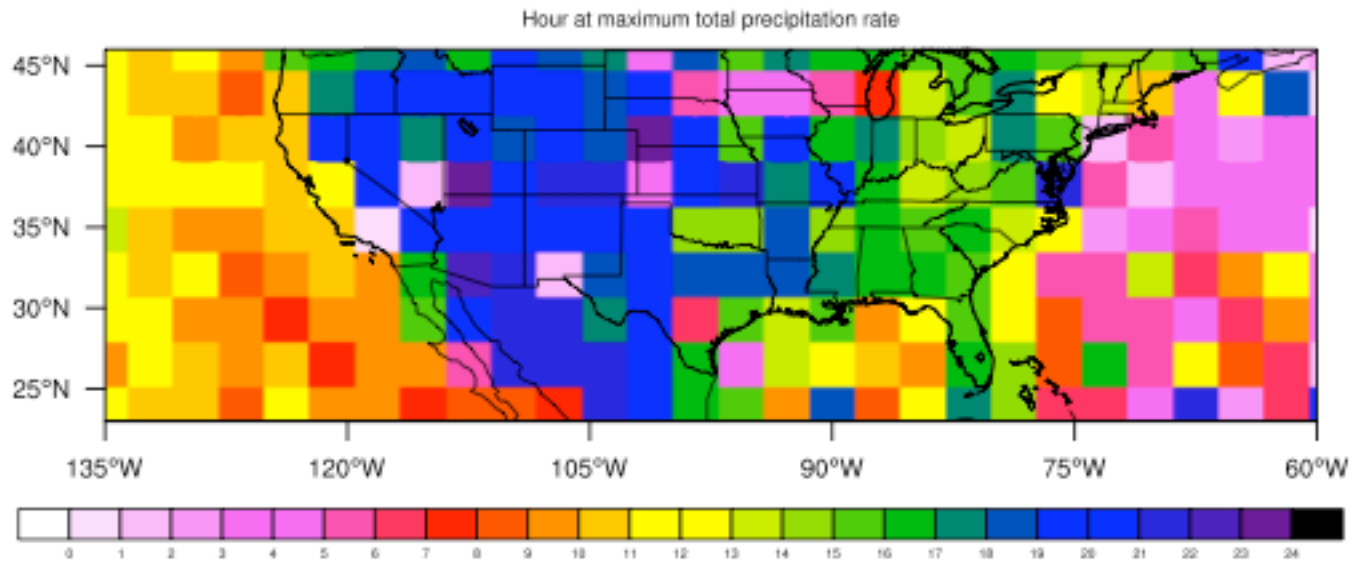 Hour at maximum total precipitation rate
45°N
40°N
35°N
30°N
25°N
135°W 120°W 105°W 90°W 75°W 60°W
0 1 2 3 4 5 6 7 8 9 10 11 12 13 14 15 16 17 18 19 20 21 22 23 24